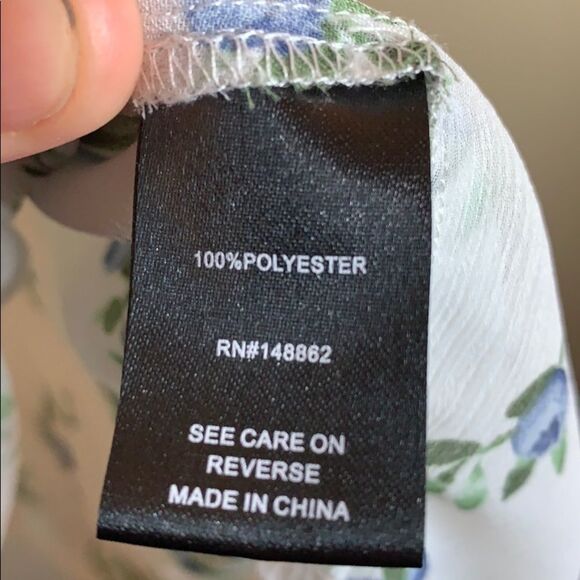 100%POLYESTER
RN#148862
SEE CARE ON
REVERSE
MADE IN CHINA